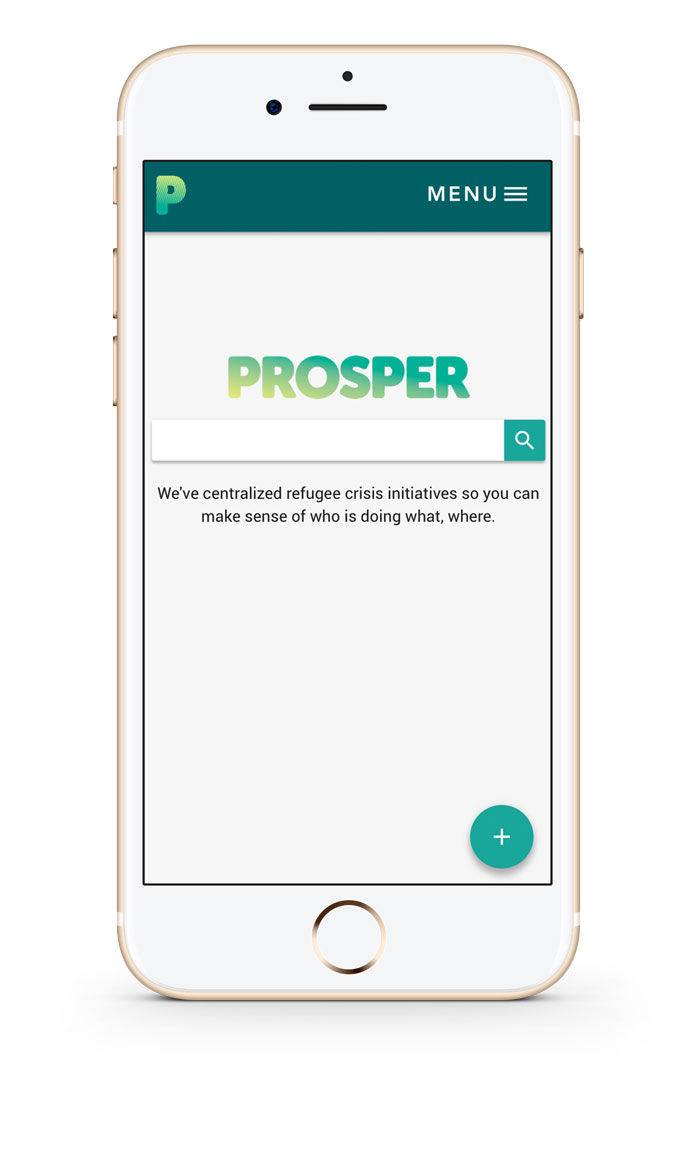 P
MENU
PROSPER
We've centralized refugee crisis initiatives so you can
make sense of who is doing what, where.
+